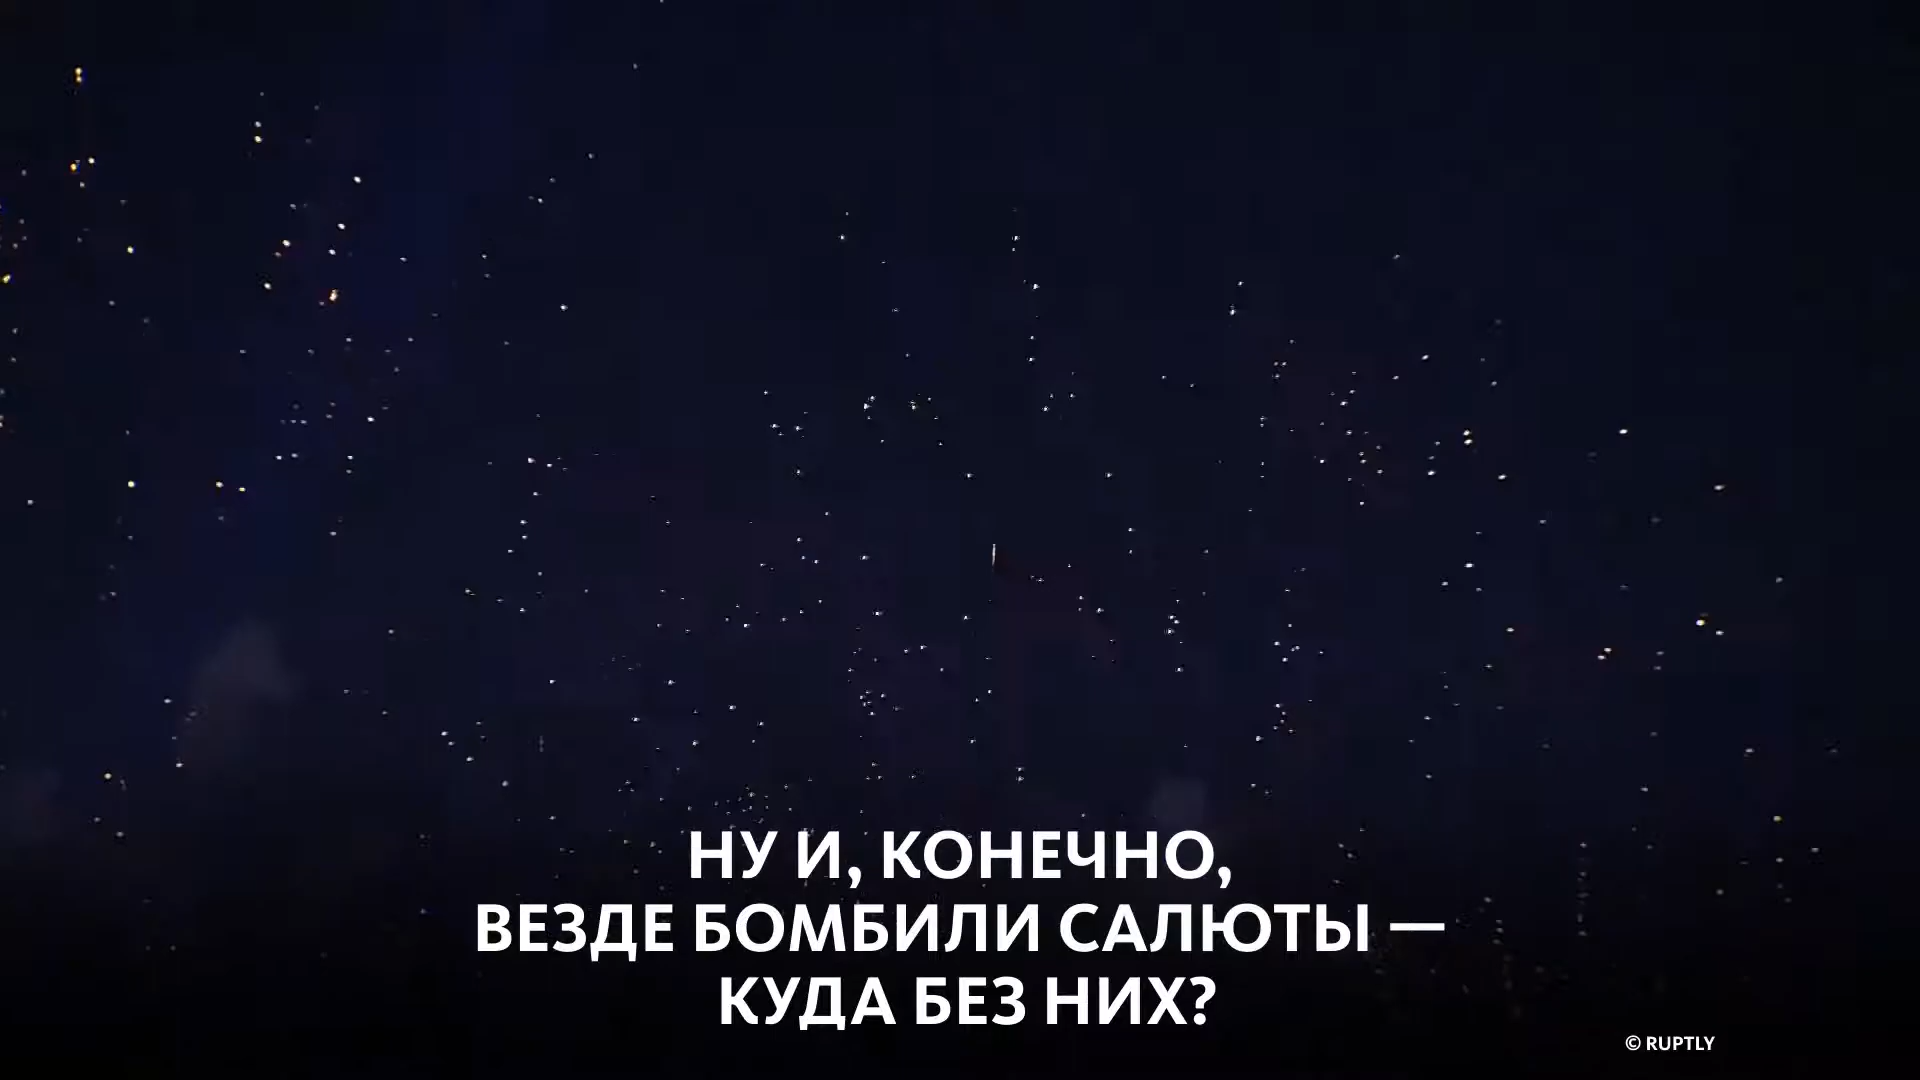 НУ И, КОНЕЧНО,
ВЕЗДЕ БОМБИЛИ САЛЮТЫ —
КУДА БЕЗ НИХ?
© RUPTLY